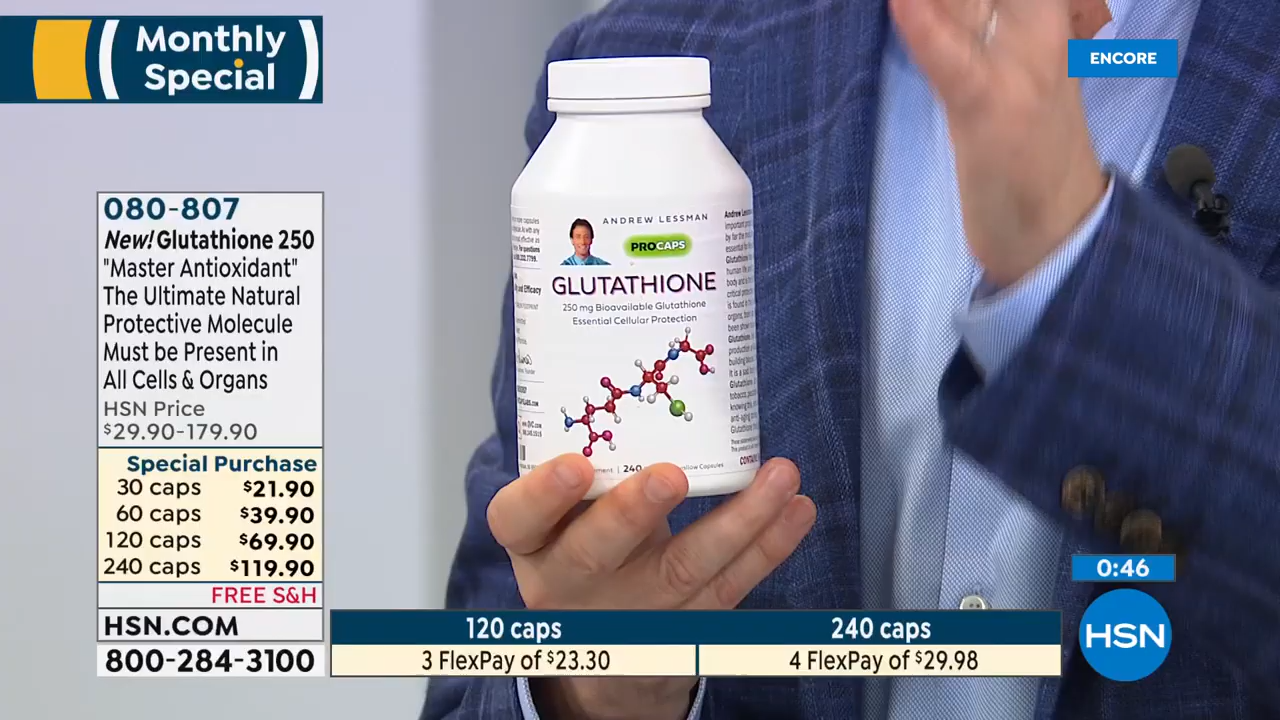 Monthly
Special
ENCORE
080-807
New! Glutathione 250
"Master Antioxidant"
The Ultimate Natural
Protective Molecule
Must be Present in
All Cells & Organs
HSN Price
$29.90-179.90
Special Purchase
30 caps $21.90
60 caps $39.90
120 caps $69.90
240 caps $119.90
FREE S&H
HSN.COM
800-284-3100
ANDREW LESSMAN
PROCAPS
GLUTATHIONE
250 mg Bioavailable Glutathione
Essential Cellular Protection
240
Capsules
0:46
HSN
120 caps 240 caps
3 FlexPay of $23.30 4 FlexPay of $29.98